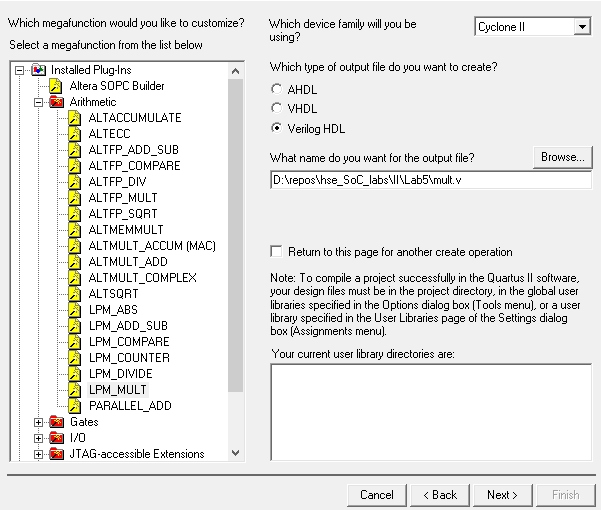 Which megafunction would you like to customize?
Select a megafunction from the list below
Installed Plug-Ins
Altera SOPC Builder
Arithmetic
ALTACCUMULATE
ALTECC
ALTFP_ADD_SUB
ALTFP_COMPARE
ALTFP_DIV
ALTFP_MULT
ALTFP_SQRT
ALTMEMMULT
ALTMULT_ACCUM (MAC)
ALTMULT_ADD
ALTMULT_COMPLEX
ALTSQRT
LPM_ABS
LPM_ADD_SUB
LPM_COMPARE
LPM_COUNTER
LPM_DIVIDE
LPM_MULT
PARALLEL_ADD
Gates
I/O
JTAG-accessible Extensions
Which device family will you be
using?
Cyclone II
Which type of output file do you want to create?
AHDL
VHDL
Verilog HDL
What name do you want for the output file?
Browse...
D:\repos\hse_SoC_labs\II\Lab5\mult.v
Return to this page for another create operation
Note: To compile a project successfully in the Quartus II software,
your design files must be in the project directory, in the global user
libraries specified in the Options dialog box (Tools menu), or a user
library specified in the User Libraries page of the Settings dialog
box (Assignments menu).
Your current user library directories are:
Cancel
< Back
Next >
Finish